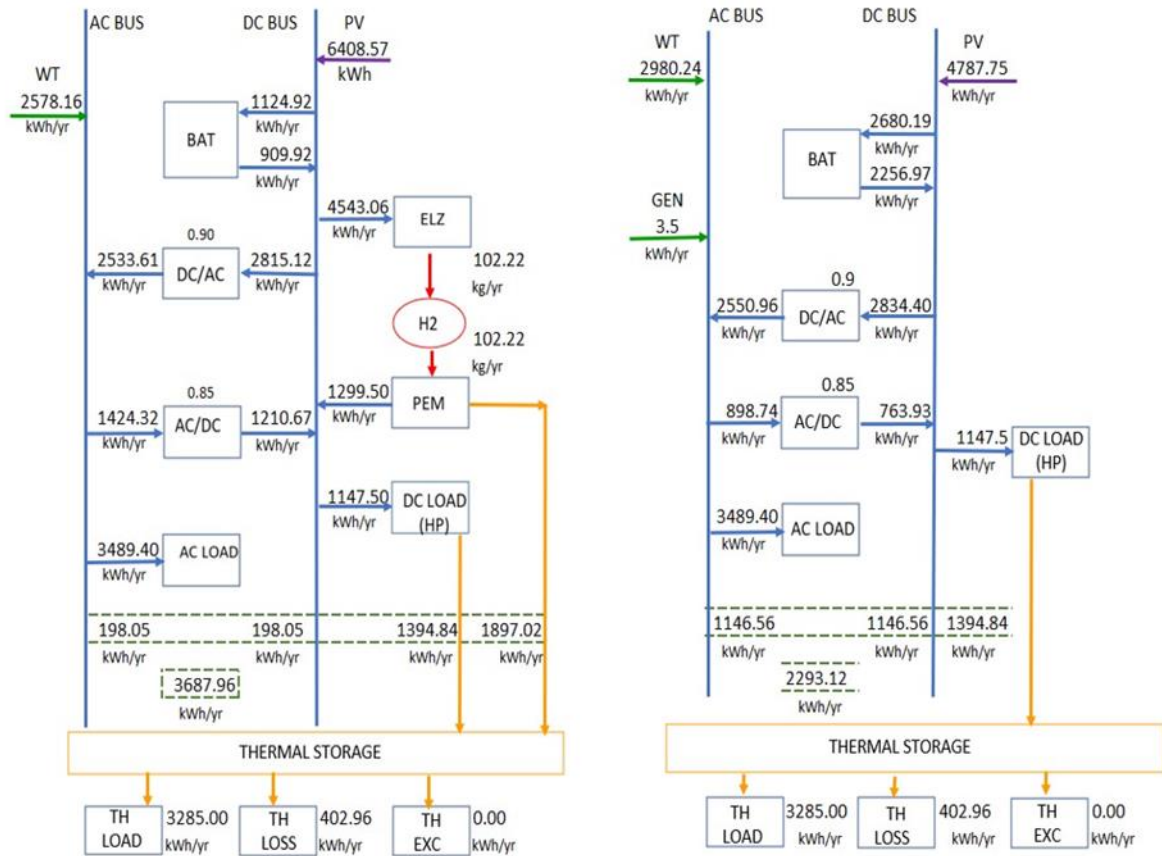 AC BUS
DC BUS
PV
6408.57
kWh
WT
2578.16
kWh/yr
1124.92
kWh/yr
BAT
909.92
kWh/yr
4543.06
kWh/yr
ELZ
0.90
2533.61
kWh/yr
DC/AC
2815.12
kWh/yr
102.22
kg/yr
H2
102.22
kg/yr
0.85
1424.32
kWh/yr
AC/DC
1210.67
kWh/yr
1299.50
kWh/yr
PEM
1147.50
kWh/yr
DC LOAD
(HP)
3489.40
kWh/yr
AC LOAD
198.05
kWh/yr
198.05
kWh/yr
1394.84
kWh/yr
1897.02
kWh/yr
3687.96
kWh/yr
THERMAL STORAGE
TH
LOAD
3285.00
kWh/yr
TH
LOSS
402.96
kWh/yr
TH
EXC
0.00
kWh/yr
AC BUS
DC BUS
WT
2980.24
kWh/yr
PV
4787.75
kWh/yr
2680.19
kWh/yr
BAT
2256.97
kWh/yr
GEN
3.5
kWh/yr
0.9
2550.96
kWh/yr
DC/AC
2834.40
kWh/yr
0.85
898.74
kWh/yr
AC/DC
763.93
kWh/yr
1147.5
kWh/yr
DC LOAD
(HP)
3489.40
kWh/yr
AC LOAD
1146.56
kWh/yr
1146.56
kWh/yr
1394.84
kWh/yr
2293.12
kWh/yr
THERMAL STORAGE
TH
LOAD
3285.00
kWh/yr
TH
LOSS
402.96
kWh/yr
TH
EXC
0.00
kWh/yr